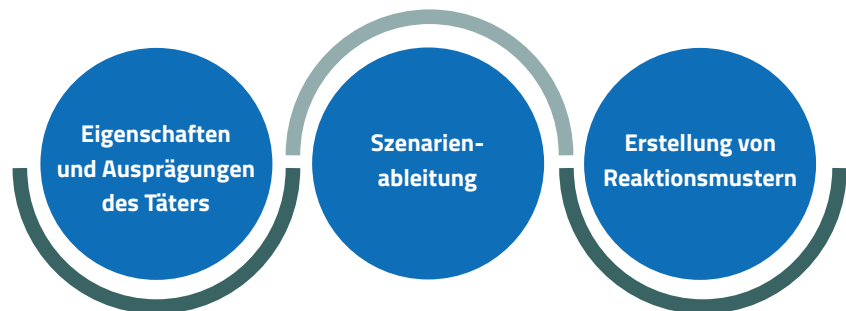 Eigenschaften
und Ausprägungen
des Täters
Szenarien-
ableitung
Erstellung von
Reaktionsmustern